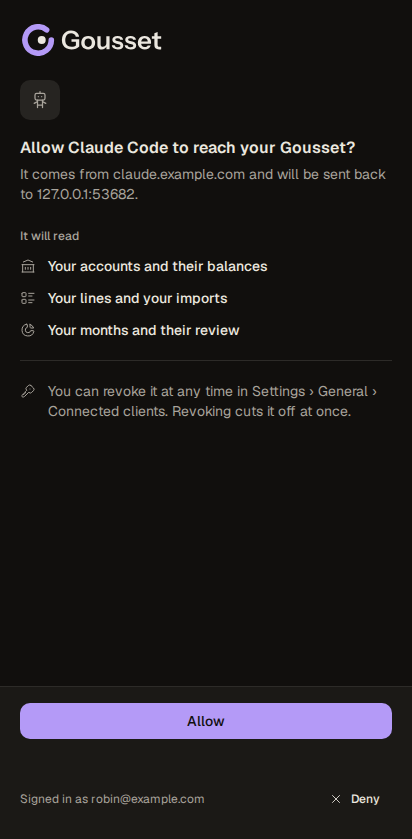 Gousset
Allow Claude Code to reach your Gousset?
It comes from claude.example.com and will be sent back
to 127.0.0.1:53682.
It will read
Your accounts and their balances
Your lines and your imports
Your months and their review
You can revoke it at any time in Settings › General ›
Connected clients. Revoking cuts it off at once.
Allow
Signed in as robin@example.com
Deny